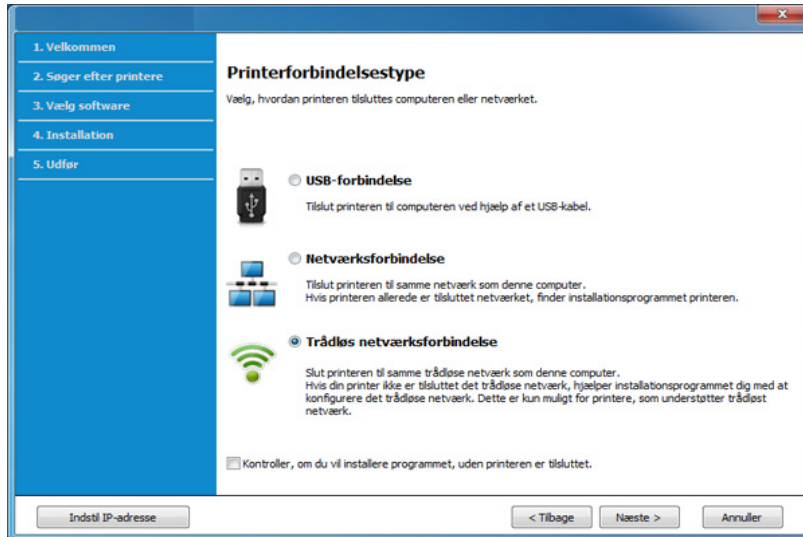 1. Velkommen
2. Søger efter printere
3. Vælg software
4. Installation
5. Udfør
Printerforbindelsestype
Vælg, hvordan printeren tilsluttes computeren eller netværket.
USB-forbindelse
Tilslut printeren til computeren ved hjælp af et USB-kabel.
Netværksforbindelse
Tilslut printeren til samme netværk som denne computer.
Hvis printeren allerede er tilsluttet netværket, finder installationsprogrammet printeren.
Trådløs netværksforbindelse
Slut printeren til samme trådløse netværk som denne computer.
Hvis din printer ikke er tilsluttet det trådløse netværk, hjælper installationsprogrammet dig med at
konfigurere det trådløse netværk. Dette er kun muligt for printere, som understøtter trådløst
netværk.
Kontroller, om du vil installere programmet, uden printeren er tilsluttet.
Indstil IP-adresse
< Tilbage
Næste >
Annuller